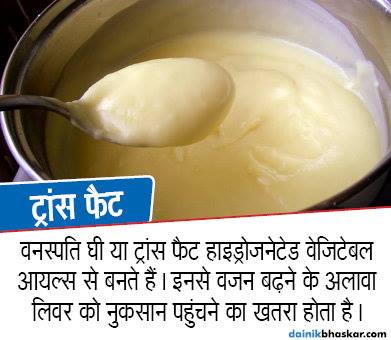 ट्रांस फैट
वनस्पति घी या ट्रांस फैट हाइड्रोजनेटेड वेजिटेबल
आयल्स से बनते हैं। इनसे वजन बढ़ने के अलावा
लिवर को नुकसान पहुंचने का खतरा होता है।
dainikbhaskar.com